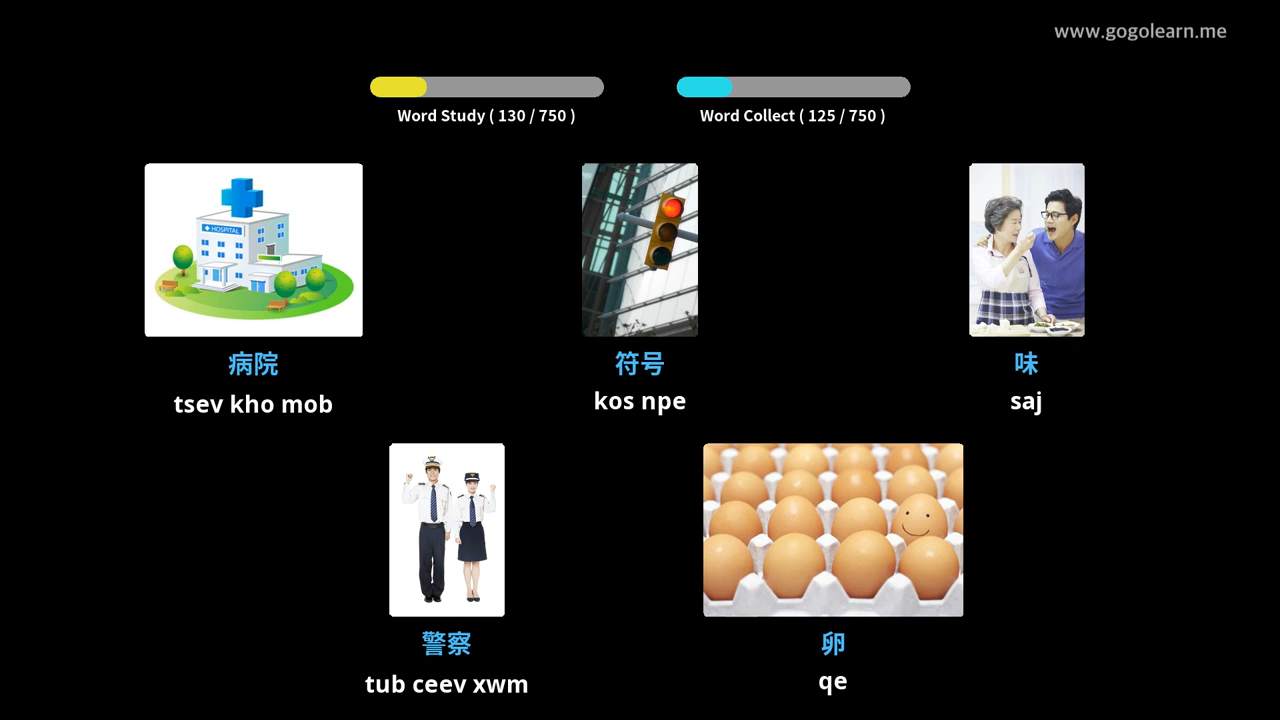 www.gogolearn.me
Word Study ( 130 / 750 )
Word Collect ( 125 / 750 )
HOSPITAL
病院
符号
味
tsev kho mob
kos npe
saj
警察
卵
tub ceev xwm
qe